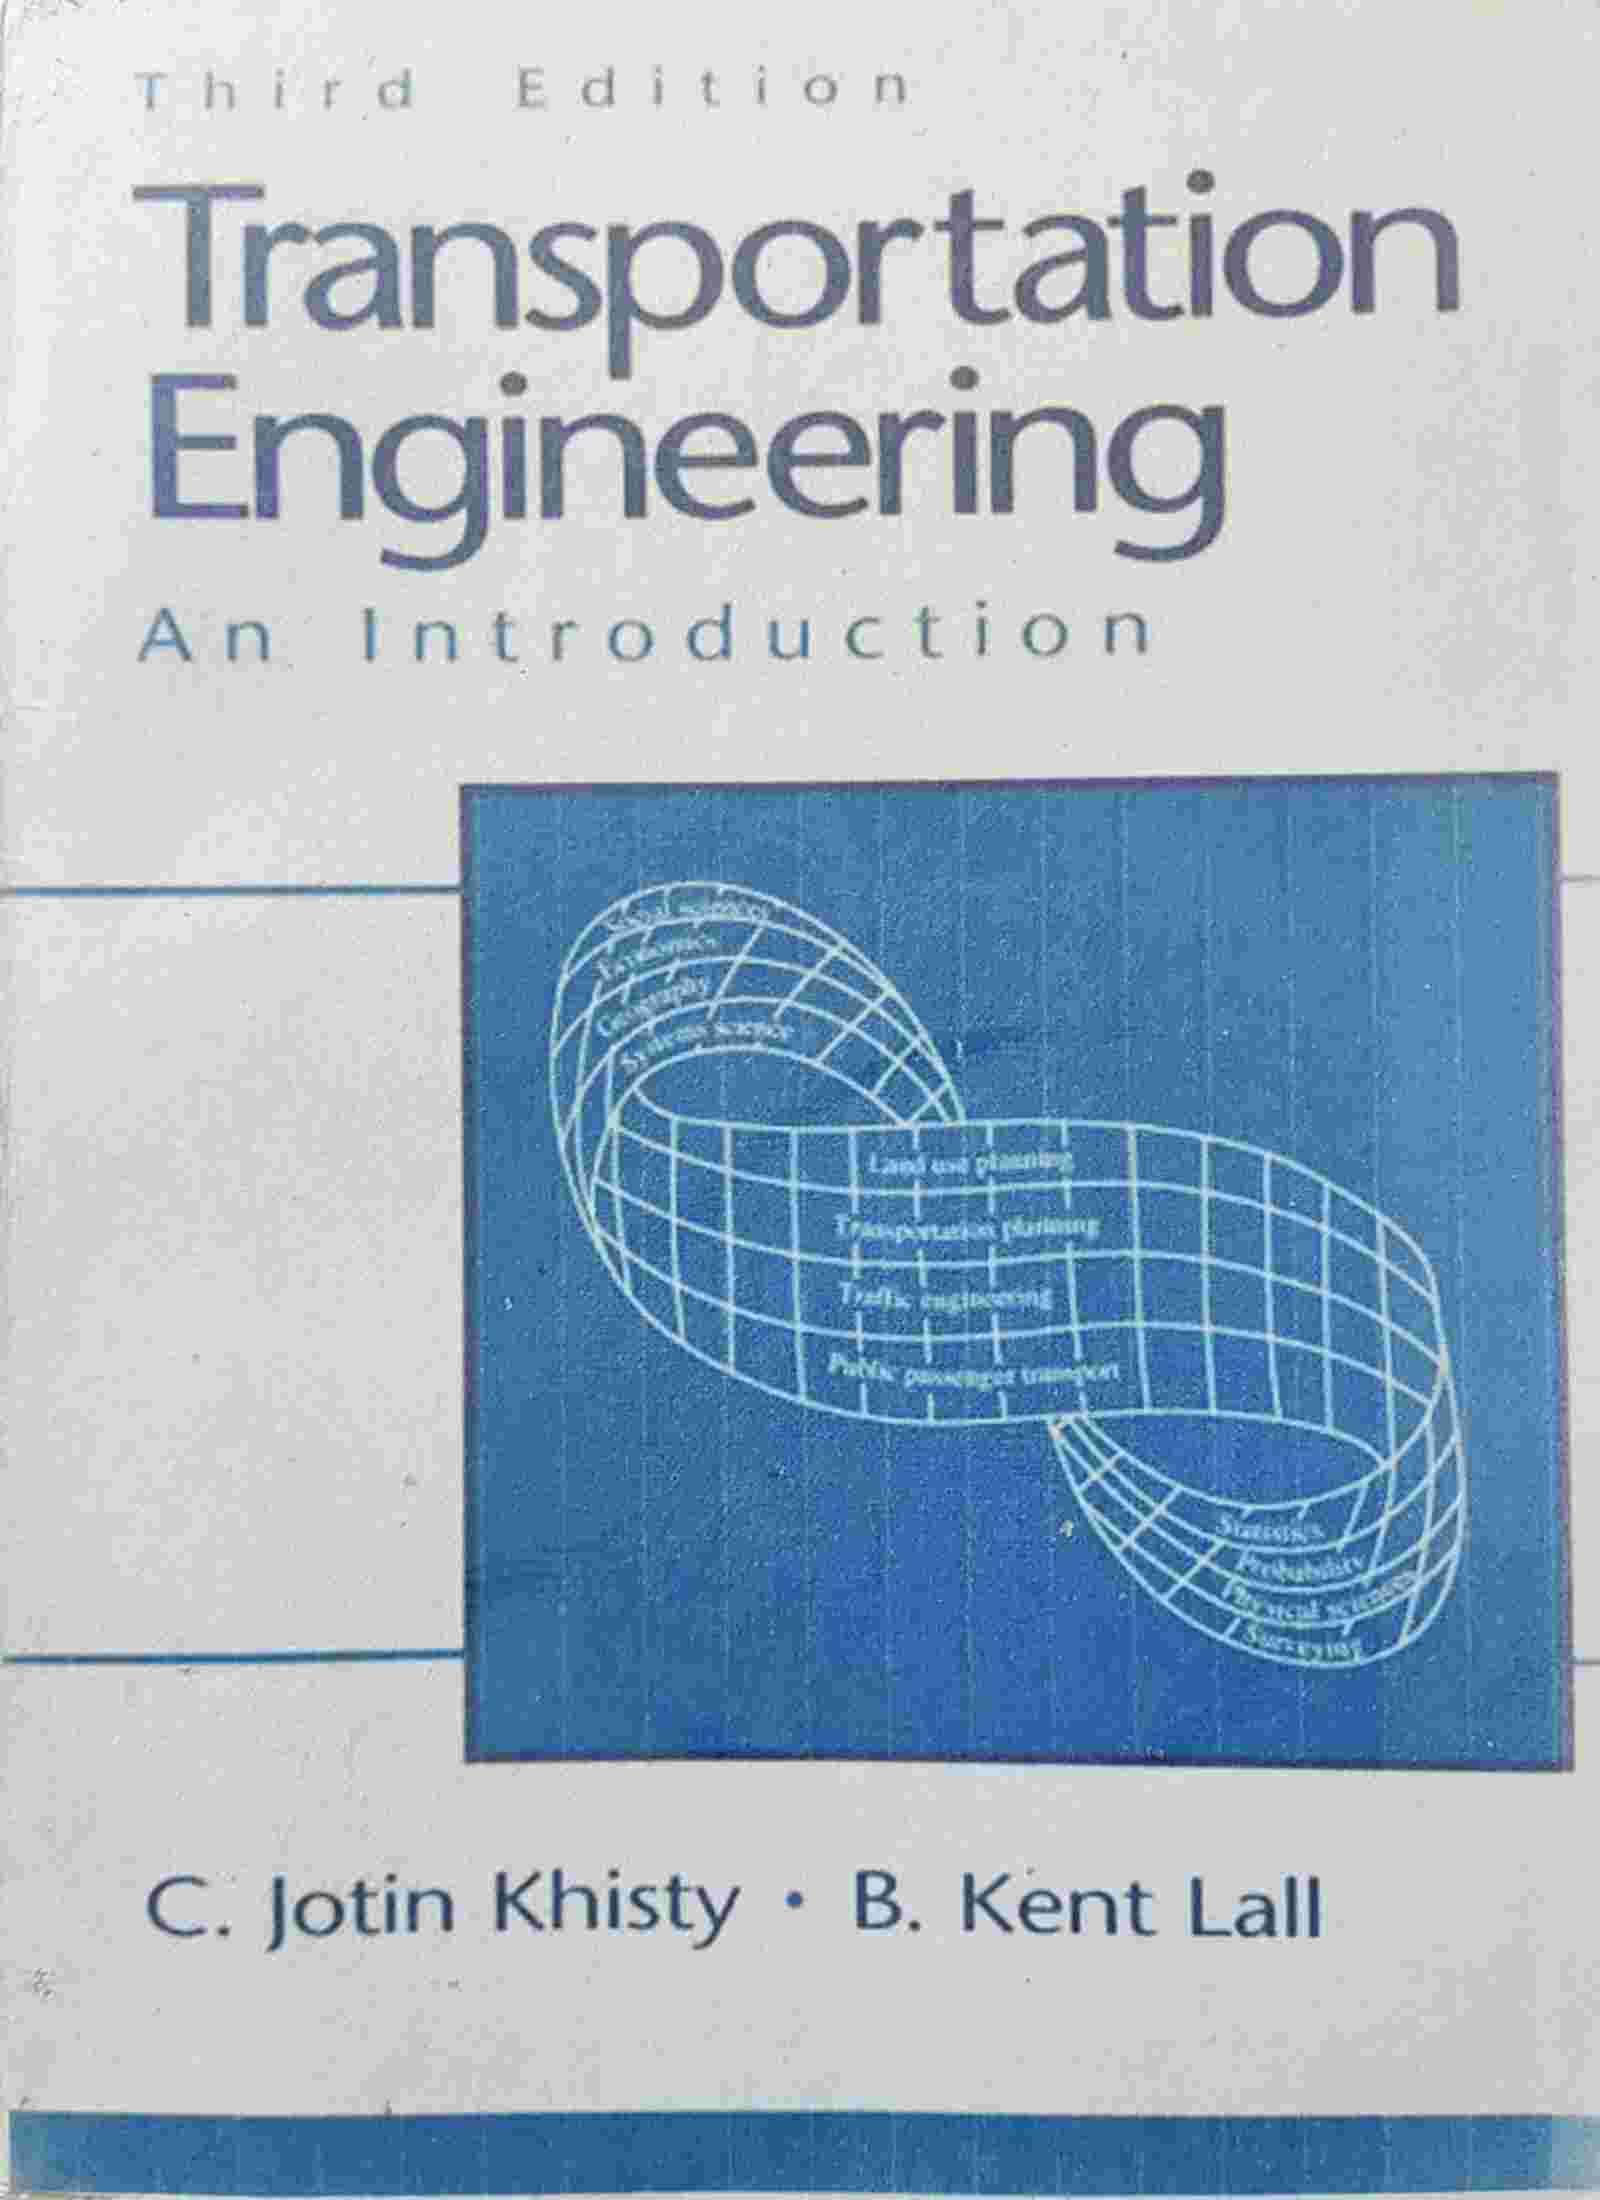 Third Edition
Transportation
Engineering
An Introduction
Social sciences
Economics
Geography
Systems science
Land use planning
Transportation planning
Traffic engineering
Public passenger transport
Statistics
Probability
Physical sciences
Surveying
C. Jotin Khisty • B. Kent Lall